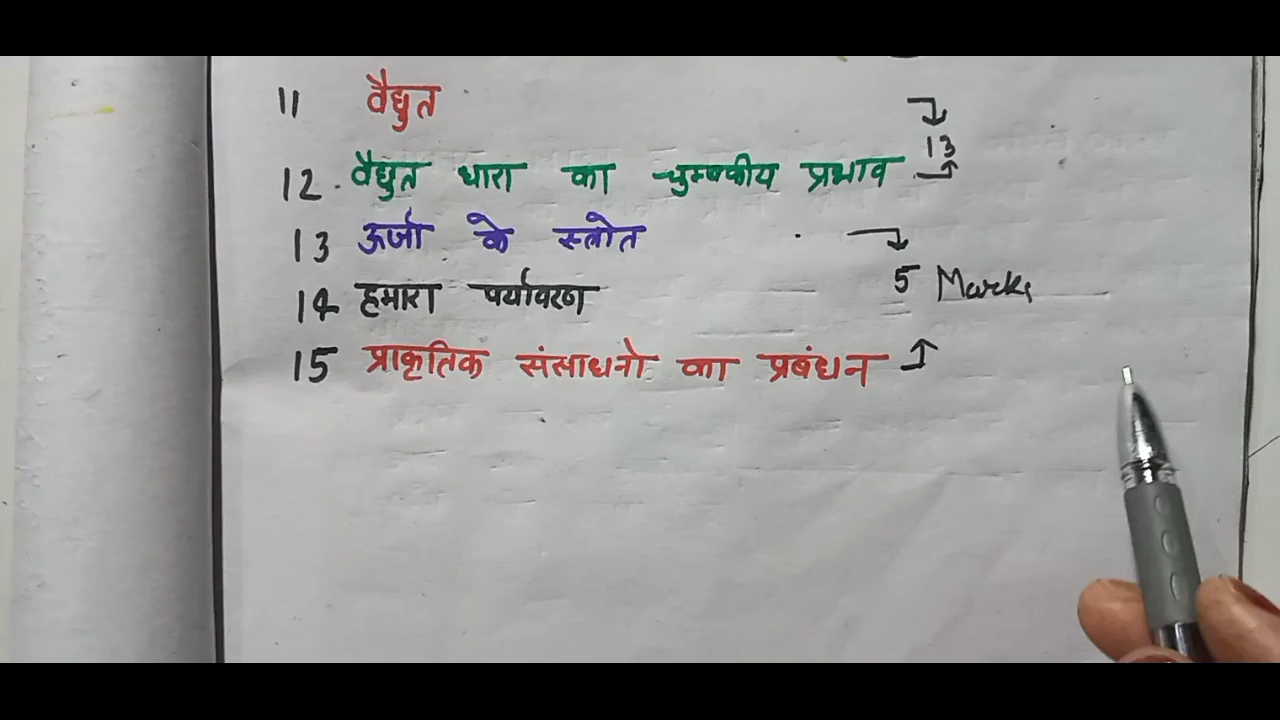 11 वैद्युत
12. वैद्युत धारा का चुम्बकीय प्रभाव 13
13 ऊर्जा के स्त्रोत
5 Marks
14 हमारा पर्यावरण
15 प्राकृतिक संसाधनो का प्रबंधन